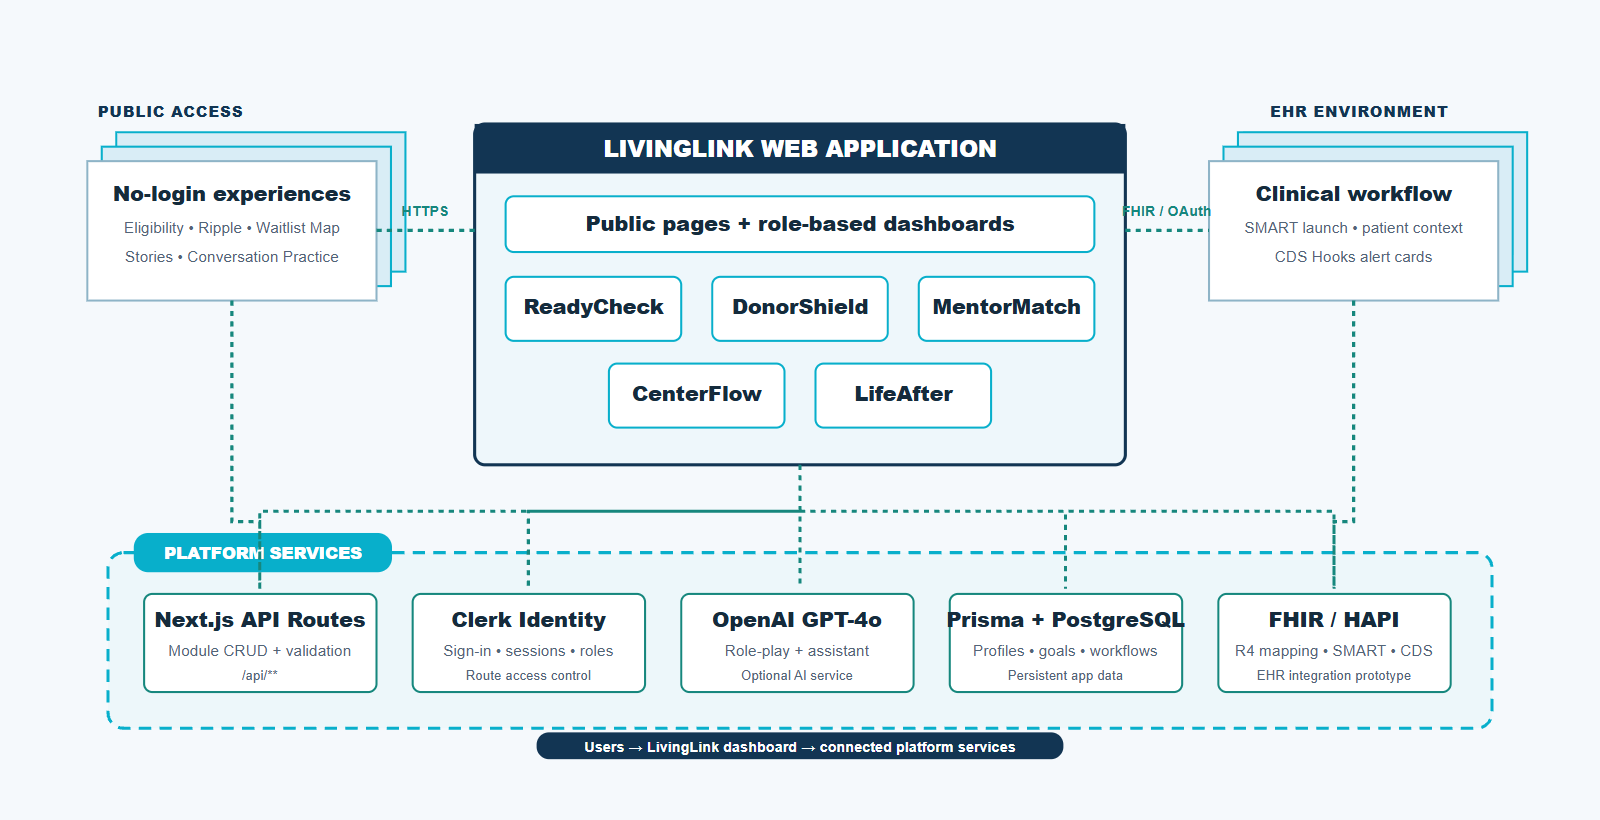 PUBLIC ACCESS
EHR ENVIRONMENT
LIVINGLINK WEB APPLICATION
No-login experiences
Eligibility • Ripple • Waitlist Map
Stories • Conversation Practice
HTTPS
Public pages + role-based dashboards
FHIR / OAuth
Clinical workflow
SMART launch • patient context
CDS Hooks alert cards
ReadyCheck
DonorShield
MentorMatch
CenterFlow
LifeAfter
PLATFORM SERVICES
Next.js API Routes
Module CRUD + validation
/api/**
Clerk Identity
Sign-in • sessions • roles
Route access control
OpenAI GPT-4o
Role-play + assistant
Optional AI service
Prisma + PostgreSQL
Profiles • goals • workflows
Persistent app data
FHIR / HAPI
R4 mapping • SMART • CDS
EHR integration prototype
Users → LivingLink dashboard → connected platform services